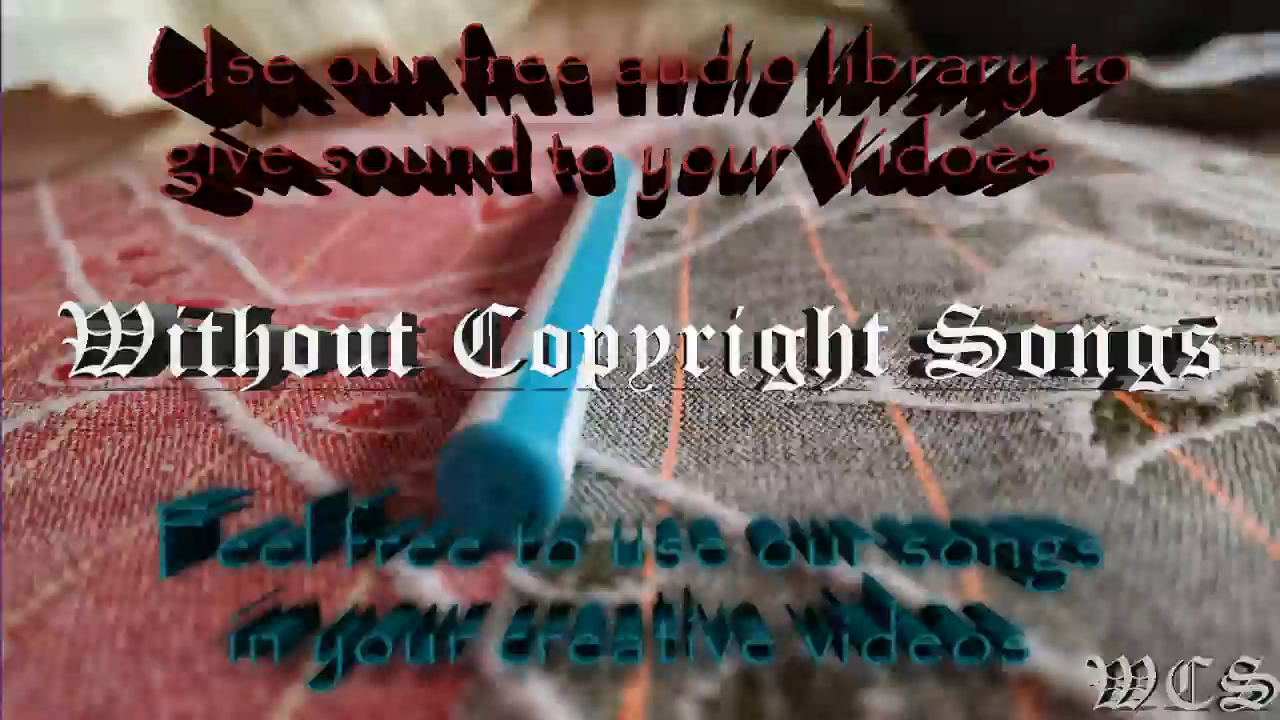 Use our free audio library to
give sound to your Vidoes
Without Copyright Songs
Feel free to use our songs
in your creative videos
WCS